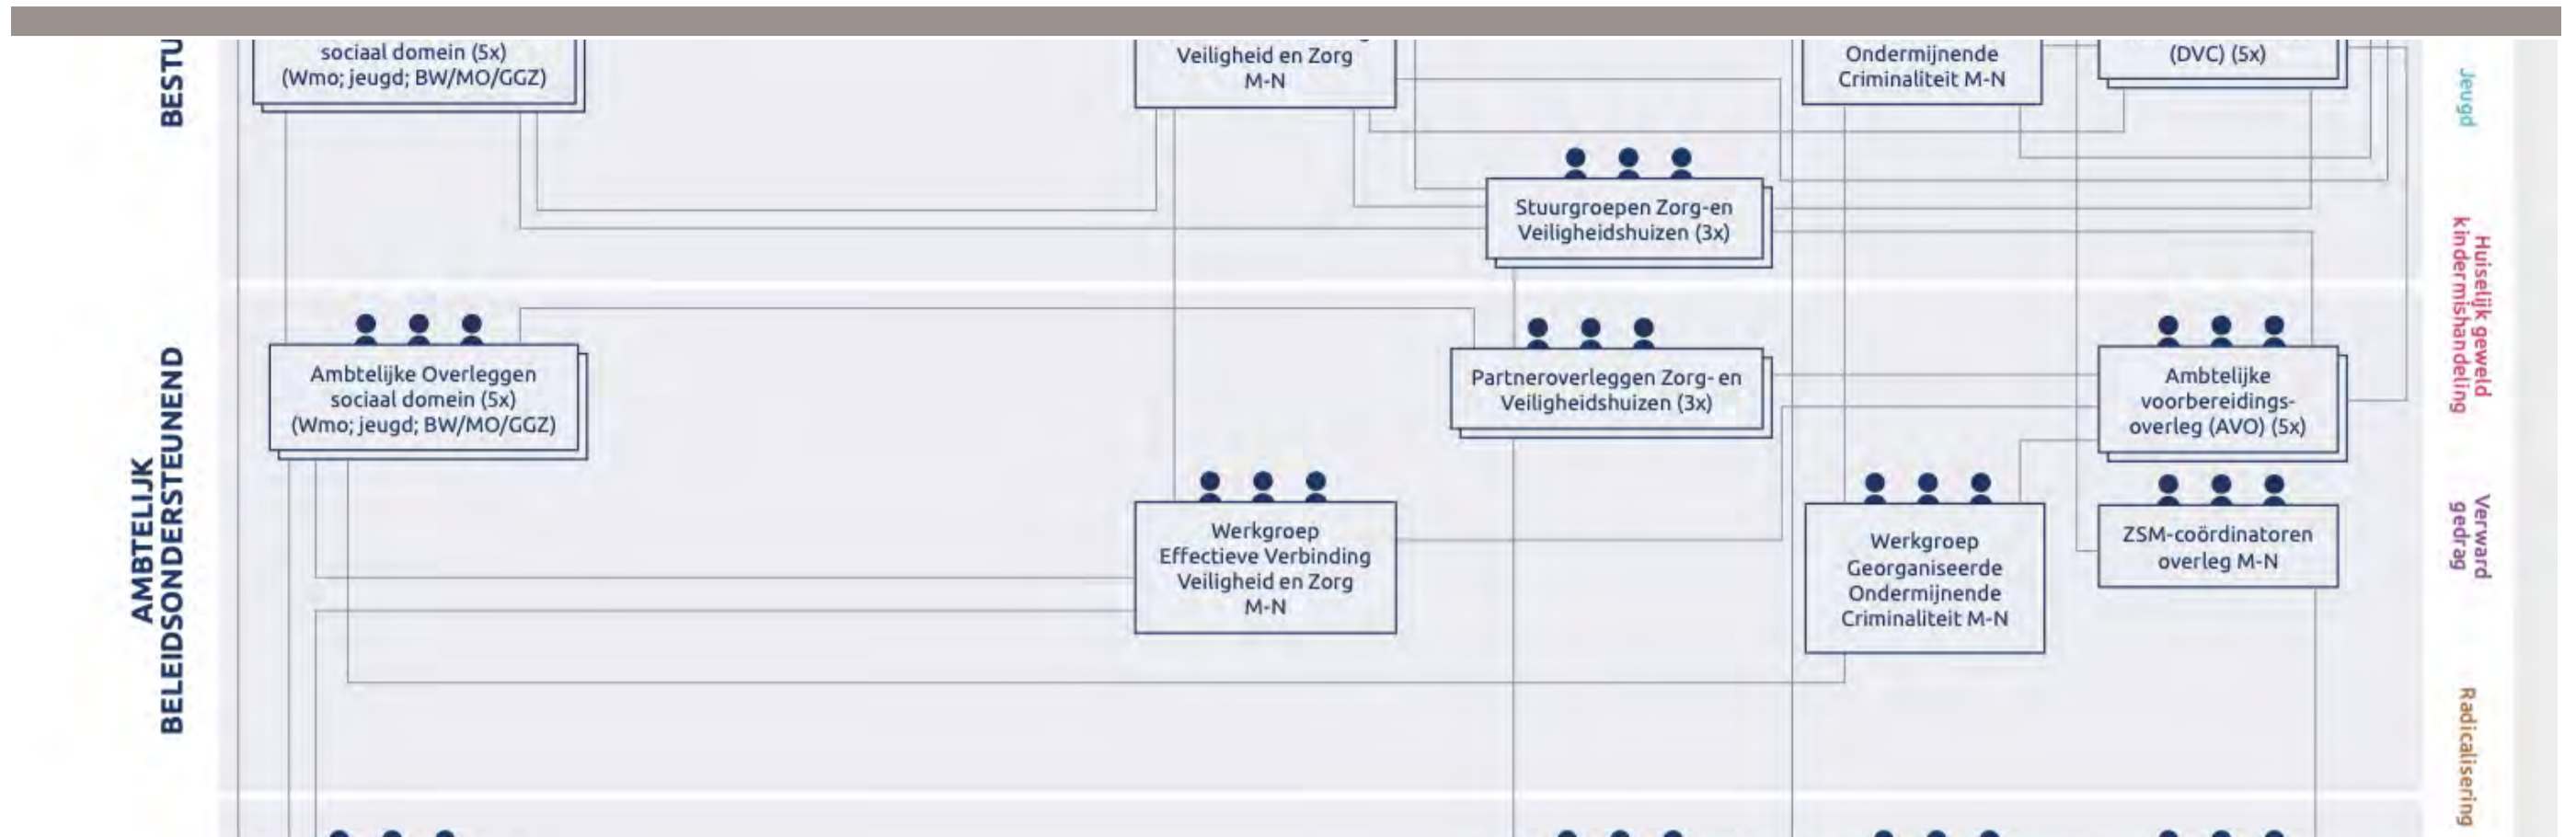 BESTU
sociaal domein (5x)
(Wmo; jeugd; BW/MO/GGZ)
Veiligheid en Zorg
M-N
Ondermijnende
Criminaliteit M-N
(DVC) (5x)
Jeugd
Stuurgroepen Zorg-en
Veiligheidshuizen (3x)
Huiselijk geweld
kindermishandeling
AMBTELIJK
BELEIDSONDERSTEUNEND
Ambtelijke Overleggen
sociaal domein (5x)
(Wmo; jeugd; BW/MO/GGZ)
Partneroverleggen Zorg- en
Veiligheidshuizen (3x)
Ambtelijke
voorbereidings-
overleg (AVO) (5x)
Werkgroep
Effectieve Verbinding
Veiligheid en Zorg
M-N
Werkgroep
Georganiseerde
Ondermijnende
Criminaliteit M-N
ZSM-coördinatoren
overleg M-N
Verward
gedrag
Radicalisering